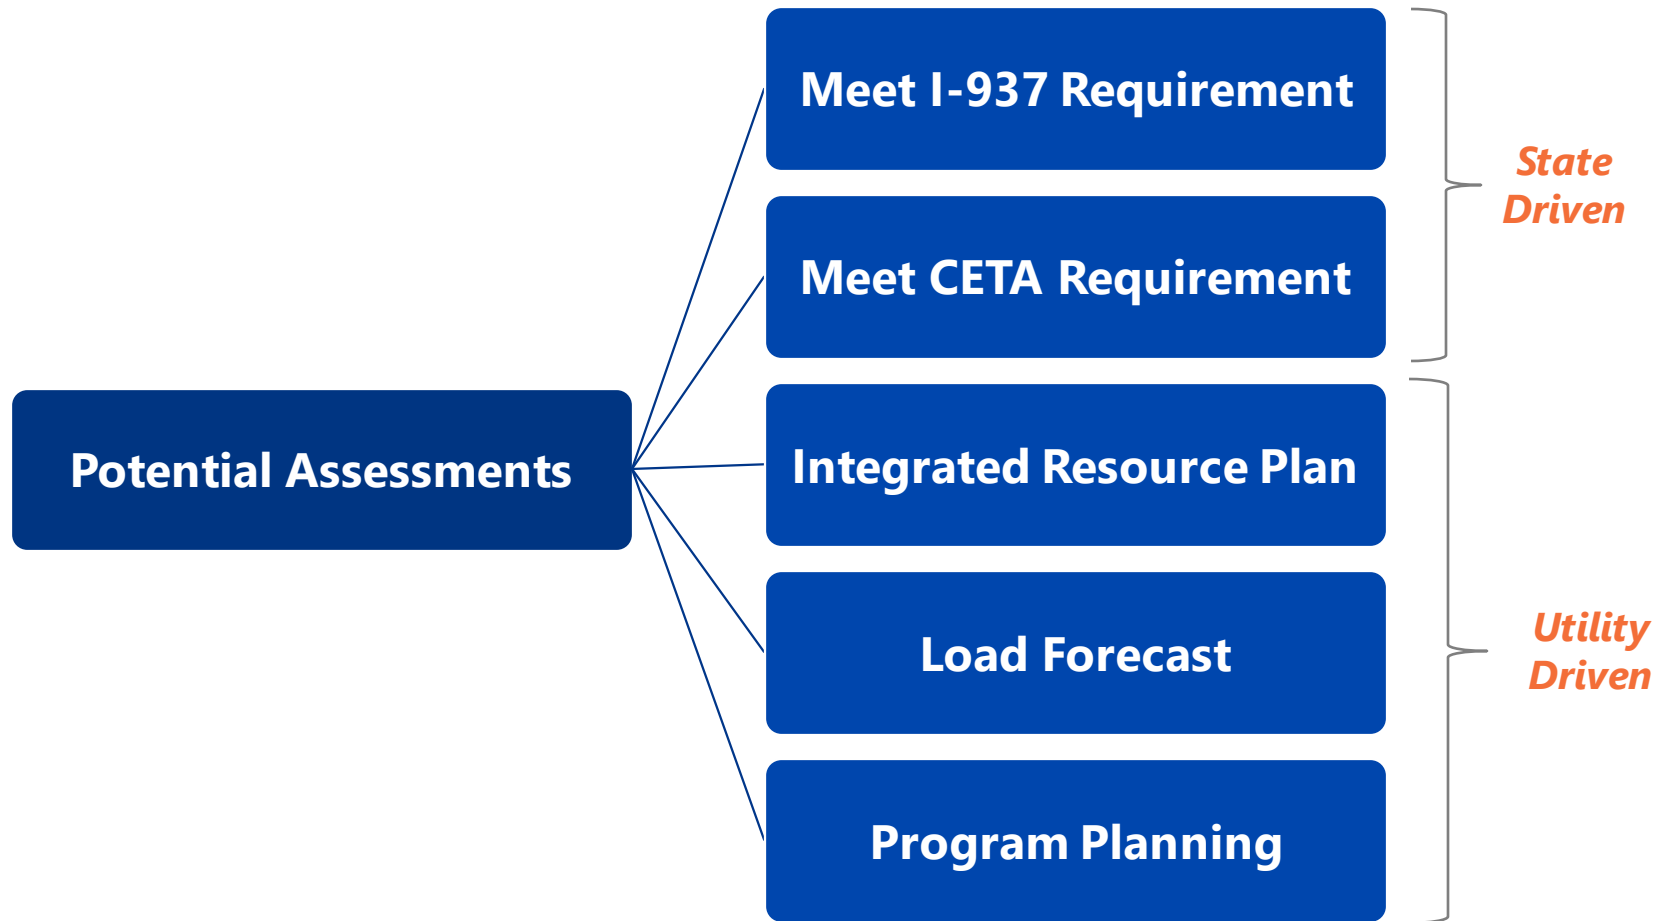 Potential Assessments
Meet I-937 Requirement
Meet CETA Requirement
Integrated Resource Plan
Load Forecast
Program Planning
State
Driven
Utility
Driven